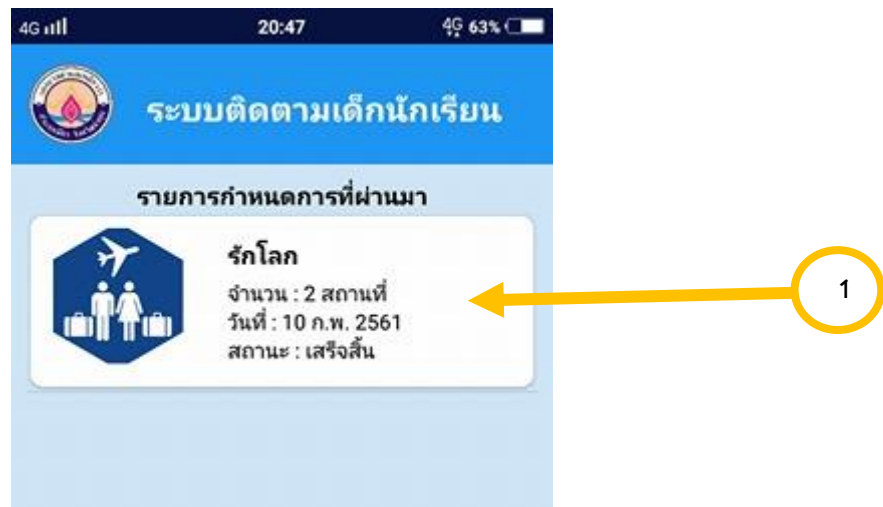 4G 20:47 4G 63%
ระบบติดตามเด็กนักเรียน
รายการกำหนดการที่ผ่านมา
รักโลก
จำนวน : 2 สถานที่
วันที่ : 10 ก.พ. 2561
สถานะ : เสร็จสิ้น
1